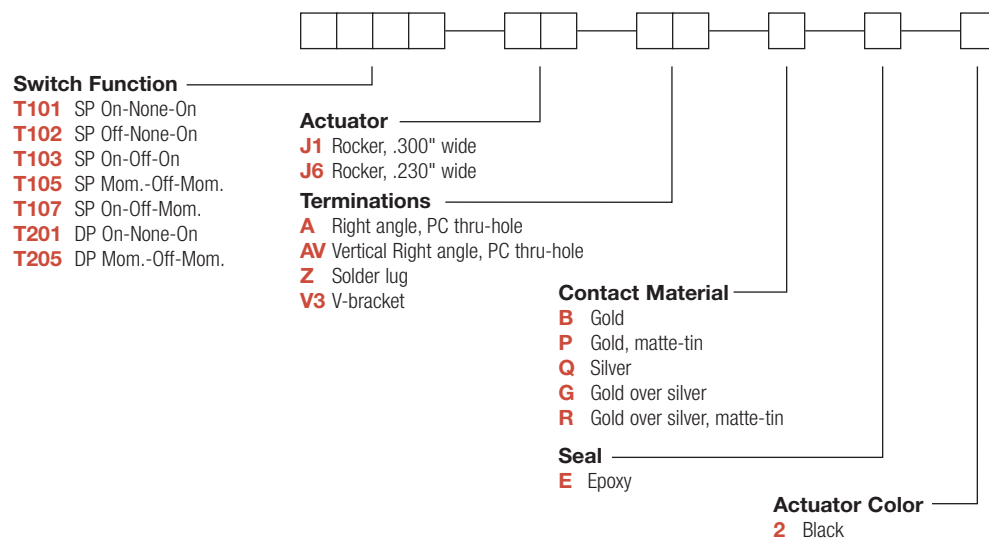 Switch Function
T101 SP On-None-On
T102 SP Off-None-On
T103 SP On-Off-On
T105 SP Mom.-Off-Mom.
T107 SP On-Off-Mom.
T201 DP On-None-On
T205 DP Mom.-Off-Mom.
Actuator
J1 Rocker, .300" wide
J6 Rocker, .230" wide
Terminations
A Right angle, PC thru-hole
AV Vertical Right angle, PC thru-hole
Z Solder lug
V3 V-bracket
Contact Material
B Gold
P Gold, matte-tin
Q Silver
G Gold over silver
R Gold over silver, matte-tin
Seal
E Epoxy
Actuator Color
2 Black